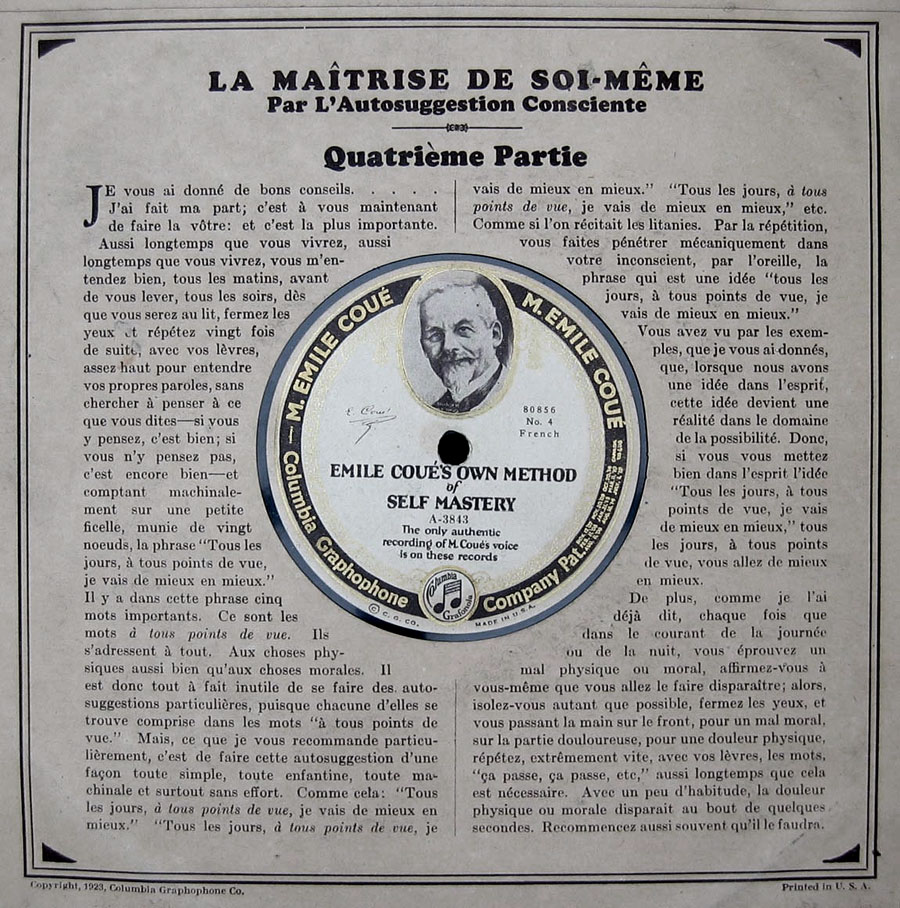 LA MAÎTRISE DE SOI-MÊME
Par L'Autosuggestion Consciente
Quatrième Partie
JE vous ai donné de bons conseils. . . . .
J'ai fait ma part; c'est à vous maintenant
de faire la vôtre: et c'est la plus importante.
Aussi longtemps que vous vivrez, aussi
longtemps que vous vivrez, vous m'en-
tendez bien, tous les matins, avant
de vous lever, tous les soirs, dès
que vous serez au lit, fermez les
yeux et répétez vingt fois
de suite, avec vos lèvres,
assez haut pour entendre
vos propres paroles, sans
chercher à penser à ce
que vous dites—si vous
y pensez, c'est bien; si
vous n'y pensez pas,
c'est encore bien—et
comptant machinale-
ment sur une petite
ficelle, munie de vingt
noeuds, la phrase "Tous les
jours, à tous points de vue,
je vais de mieux en mieux."
Il y a dans cette phrase cinq
mots importants. Ce sont les
mots à tous points de vue. Ils
s'adressent à tout. Aux choses phy-
siques aussi bien qu'aux choses morales. Il
est donc tout à fait inutile de se faire des auto-
suggestions particulières, puisque chacune d'elles se
trouve comprise dans les mots "à tous points de
vue." Mais, ce que je vous recommande particu-
lièrement, c'est de faire cette autosuggestion d'une
façon toute simple, toute enfantine, toute ma-
chinale et surtout sans effort. Comme cela: "Tous
les jours, à tous points de vue, je vais de mieux en
mieux." "Tous les jours, à tous points de vue, je
vais de mieux en mieux." "Tous les jours, à tous
points de vue, je vais de mieux en mieux," etc.
Comme si l'on récitait les litanies. Par la répétition,
vous faites pénétrer mécaniquement dans
votre inconscient, par l'oreille, la
phrase qui est une idée "tous les
jours, à tous points de vue, je
vais de mieux en mieux."
Vous avez vu par les exem-
ples, que je vous ai donnés,
que, lorsque nous avons
une idée dans l'esprit,
cette idée devient une
réalité dans le domaine
de la possibilité. Donc,
si vous vous mettez
bien dans l'esprit l'idée
"Tous les jours, à tous
points de vue, je vais
de mieux en mieux," tous
les jours, à tous points
de vue, vous allez de mieux
en mieux.
De plus, comme je l'ai
déjà dit, chaque fois que
dans le courant de la journée
ou de la nuit, vous éprouvez un
mal physique ou moral, affirmez-vous à
vous-même que vous allez le faire disparaître; alors,
isolez-vous autant que possible, fermez les yeux, et
vous passant la main sur le front, pour un mal moral,
sur la partie douloureuse, pour une douleur physique,
répétez, extrêmement vite, avec vos lèvres, les mots.
"ça passe, ça passe, etc," aussi longtemps que cela
est nécessaire. Avec un peu d'habitude, la douleur
physique ou morale disparait au bout de quelques
secondes. Recommencez aussi souvent qu'il le faudra.
M. EMILE COUÉ
M. EMILE COUÉ
E. Coué
80856
No. 4
French
EMILE COUÉ'S OWN METHOD
of
SELF MASTERY
A-3843
The only authentic
recording of M. Coué's voice
is on these records
Columbia Graphophone
Company Pat.
Columbia
Grafonola
© C. G. CO.
MADE IN U.S.A.
Copyright, 1923, Columbia Graphophone Co.
Printed in U. S. A.